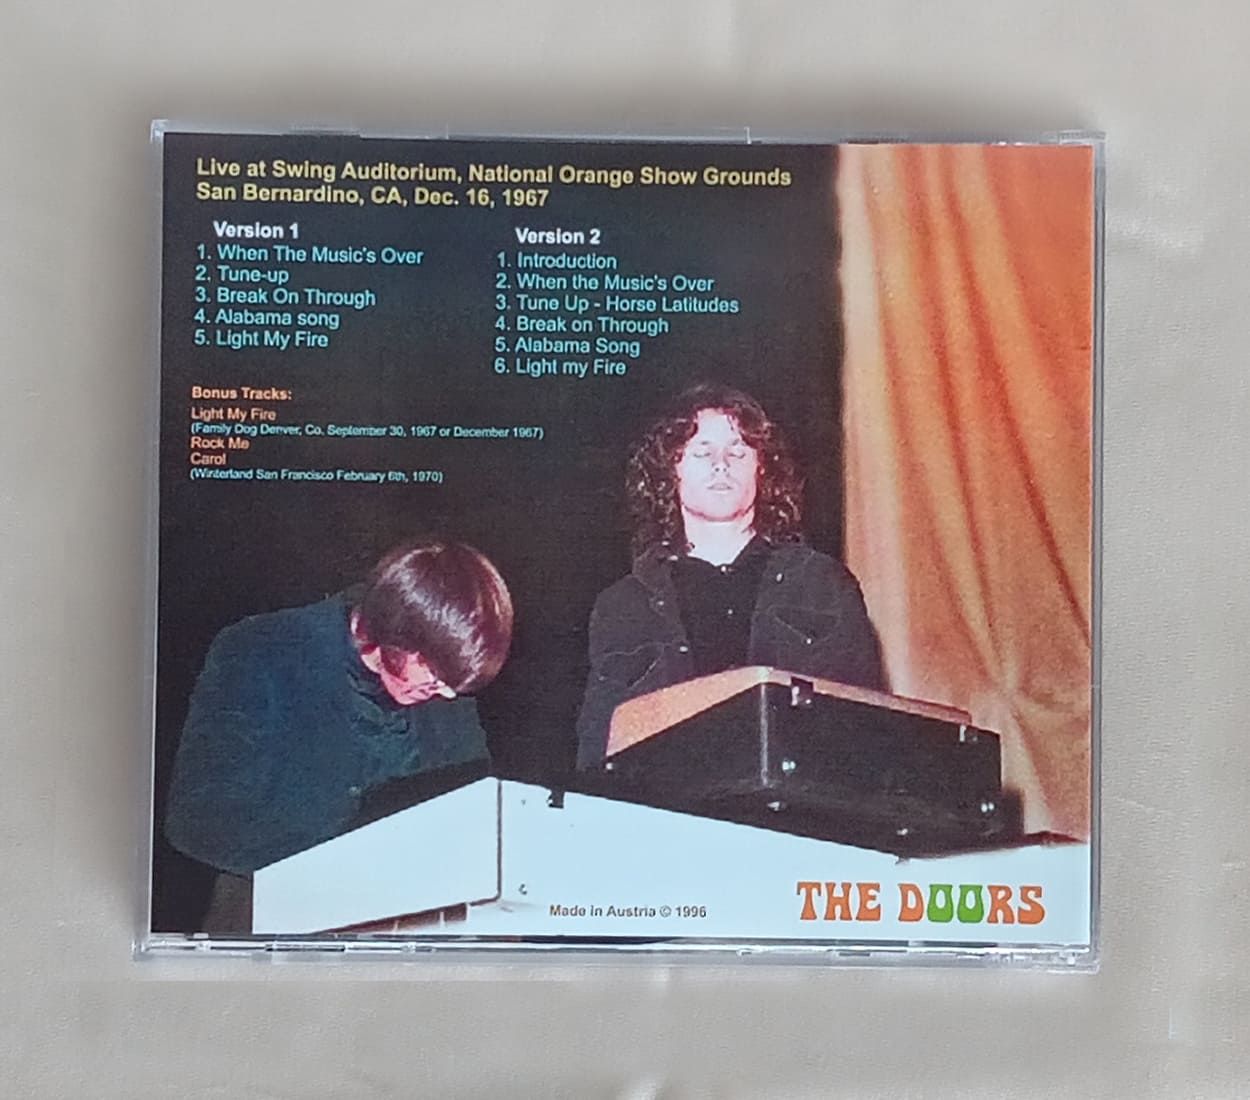 Live at Swing Auditorium, National Orange Show Grounds
San Bernardino, CA, Dec. 16, 1967
Version 1
1. When The Music's Over
2. Tune-up
3. Break On Through
4. Alabama song
5. Light My Fire
Version 2
1. Introduction
2. When the Music's Over
3. Tune Up - Horse Latitudes
4. Break on Through
5. Alabama Song
6. Light my Fire
Bonus Tracks:
Light My Fire
(Family Dog Denver, Co. September 30, 1967 or December 1967)
Rock Me
Carol
(Winterland San Francisco February 6th, 1970)
Made in Austria © 1996
THE DOORS